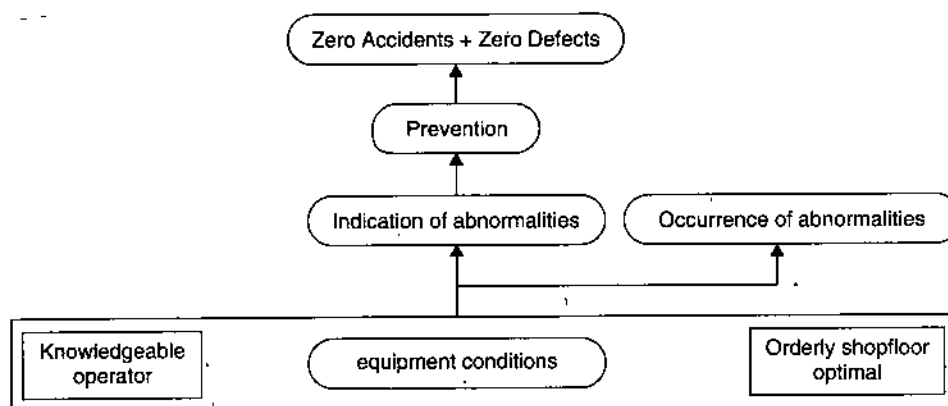 Zero Accidents + Zero Defects
Prevention
Indication of abnormalities
Occurrence of abnormalities
Knowledgeable
operator
equipment conditions
Orderly shopfloor
optimal